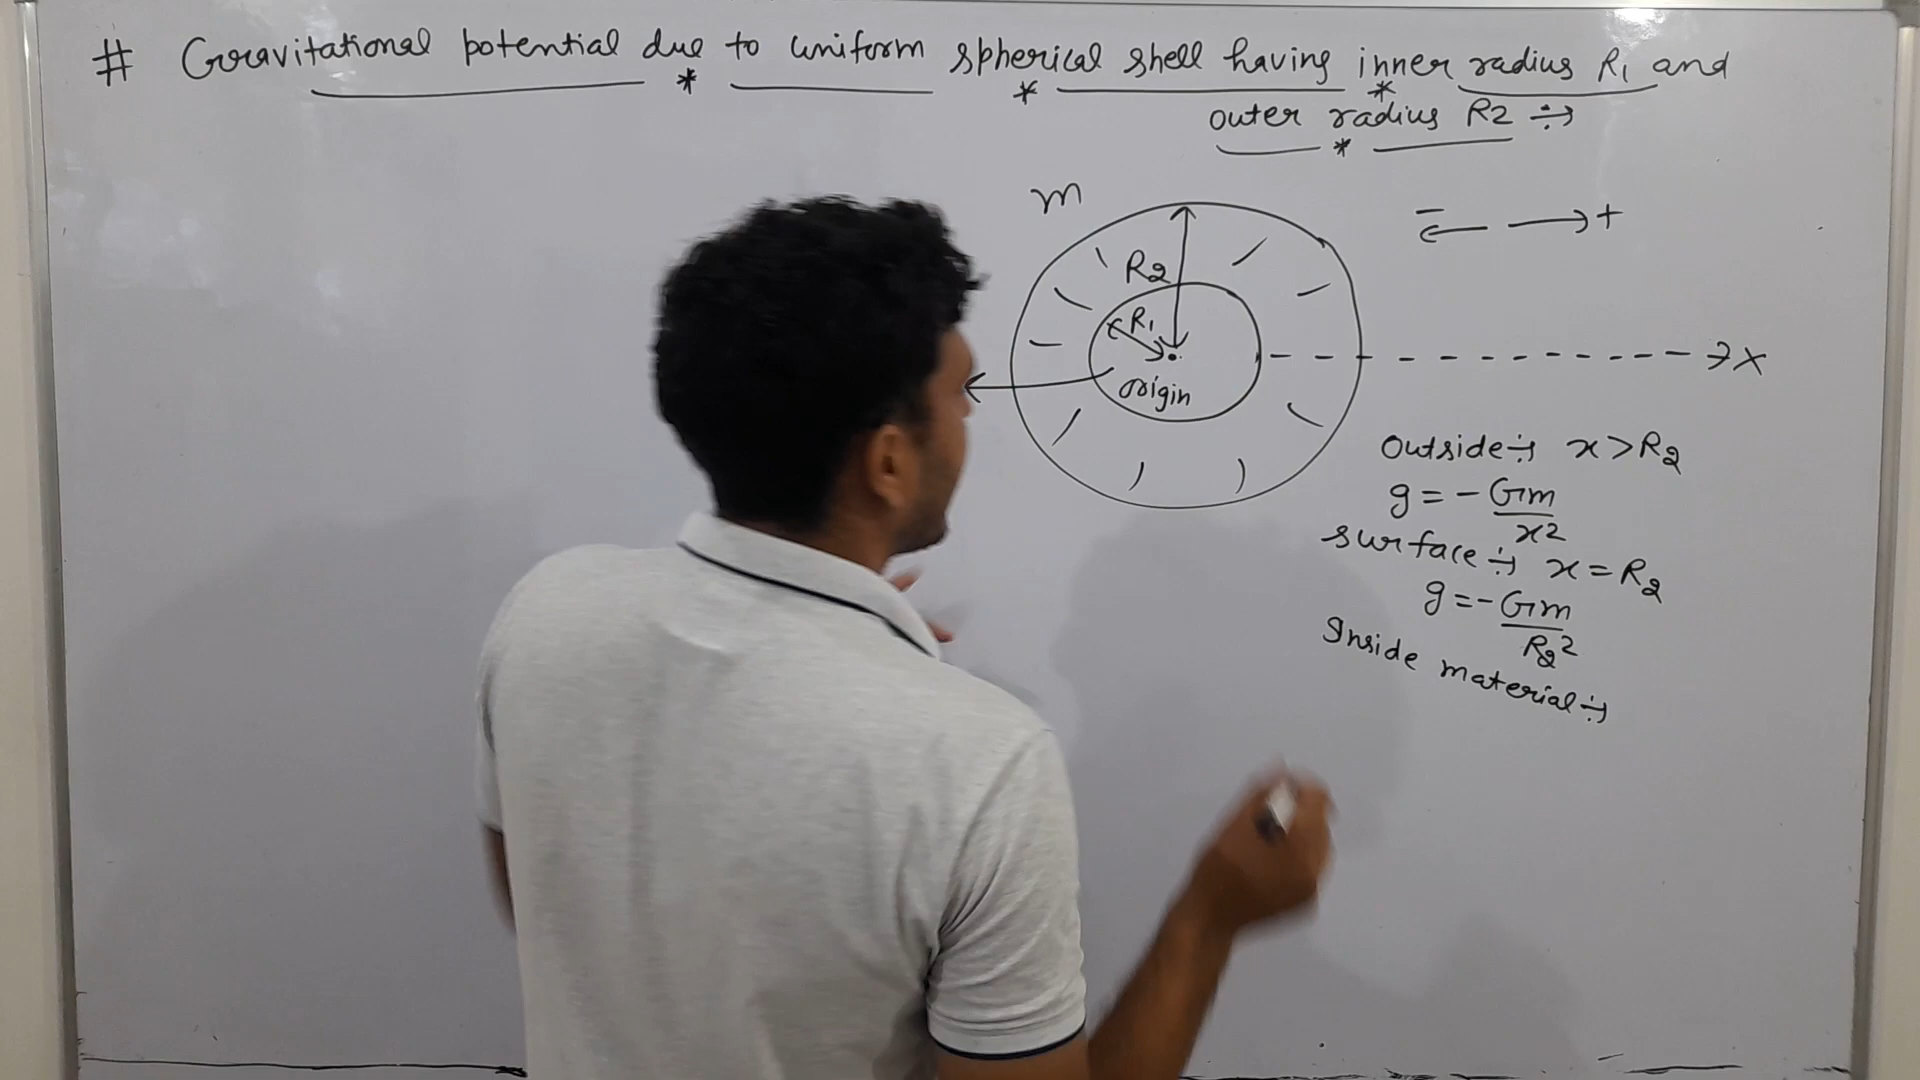 # Gravitational potential due to uniform spherical shell having inner radius R1 and
outer radius R2 ÷
m
- +
R2
R1
origin
x
Outside÷ x>R2
g = - Gm/x2
surface÷ x = R2
g = - Gm/R2²
Inside material÷